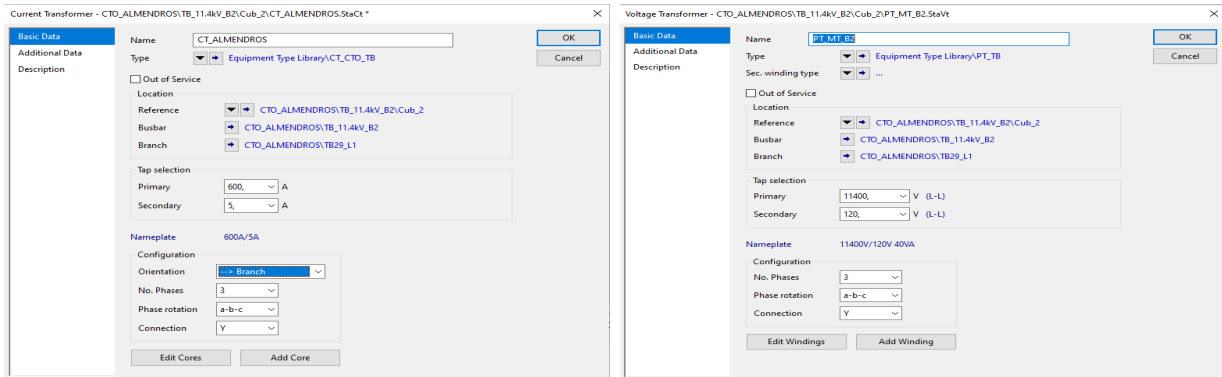 Current Transformer - CTO_ALMENDROS\TB_11.4kV_B2\Cub_2\CT_ALMENDROS.StaCt *
Basic Data
Additional Data
Description
Name CT_ALMENDROS
Type Equipment Type Library\CT_CTO_TB
Out of Service
Location
Reference CTO_ALMENDROS\TB_11.4kV_B2\Cub_2
Busbar CTO_ALMENDROS\TB_11.4kV_B2
Branch CTO_ALMENDROS\TB29_L1
Tap selection
Primary 600, A
Secondary 5, A
Nameplate 600A/5A
Configuration
Orientation --> Branch
No. Phases 3
Phase rotation a-b-c
Connection Y
Edit Cores Add Core
OK
Cancel
Voltage Transformer - CTO_ALMENDROS\TB_11.4kV_B2\Cub_2\PT_MT_B2.StaVt
Basic Data
Additional Data
Description
Name PT_MT_B2
Type Equipment Type Library\PT_TB
Sec. winding type ...
Out of Service
Location
Reference CTO_ALMENDROS\TB_11.4kV_B2\Cub_2
Busbar CTO_ALMENDROS\TB_11.4kV_B2
Branch CTO_ALMENDROS\TB29_L1
Tap selection
Primary 11400, V (L-L)
Secondary 120, V (L-L)
Nameplate 11400V/120V 40VA
Configuration
No. Phases 3
Phase rotation a-b-c
Connection Y
Edit Windings Add Winding
OK
Cancel